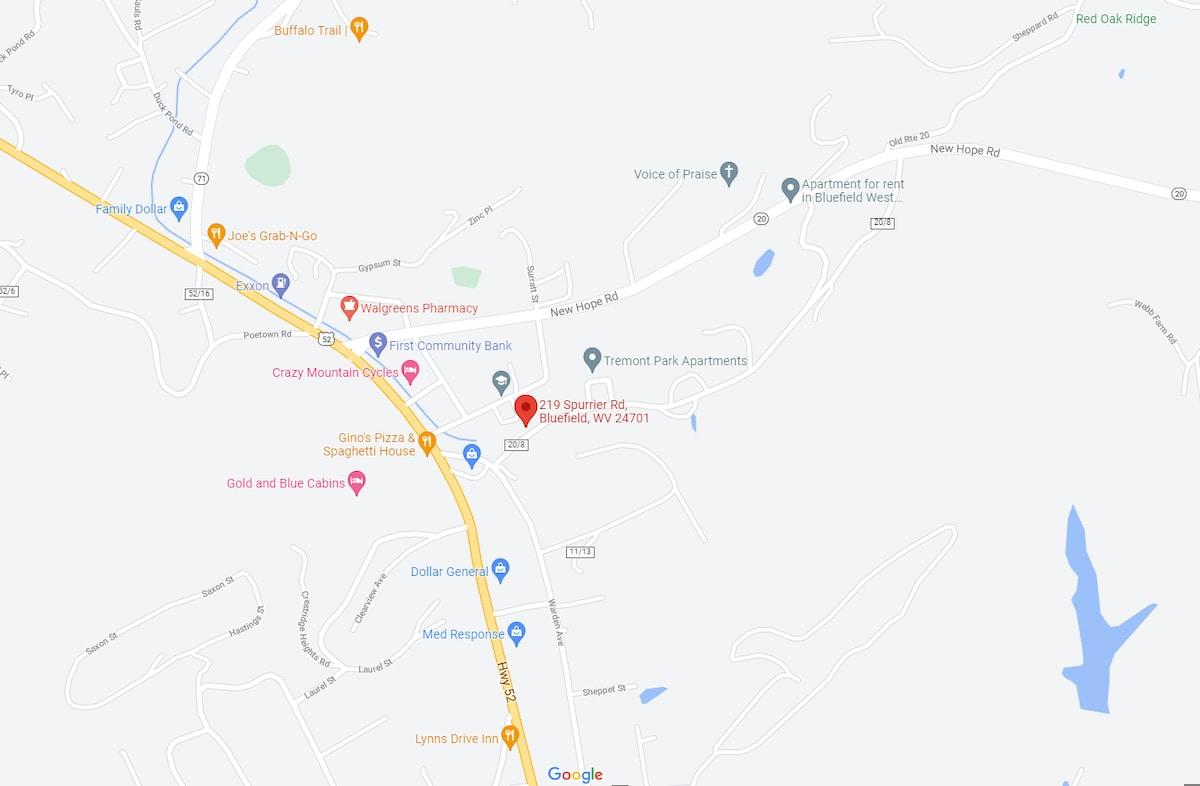 Buffalo Trail |
Red Oak Ridge
Sheppard Rd
Tyro Pl
Duck Pond Rd
Old Rte 20
New Hope Rd
71
Voice of Praise
Apartment for rent
in Bluefield West...
20
20
20/8
Family Dollar
Joe's Grab-N-Go
Zinc Pl
Gypsum St
Surratt St
52/6
52/16
Exxon
Walgreens Pharmacy
New Hope Rd
Webb Farm Rd
Poetown Rd
52
First Community Bank
Crazy Mountain Cycles
Tremont Park Apartments
219 Spurrier Rd,
Bluefield, WV 24701
Gino's Pizza &
Spaghetti House
20/8
Gold and Blue Cabins
11/13
Dollar General
Saxon St
Clearview Ave
Crestridge Heights Rd
Hastings St
Saxon St
Med Response
Warden Ave
Laurel St
Laurel St
Hwy 52
Sheppet St
Lynns Drive Inn
Google